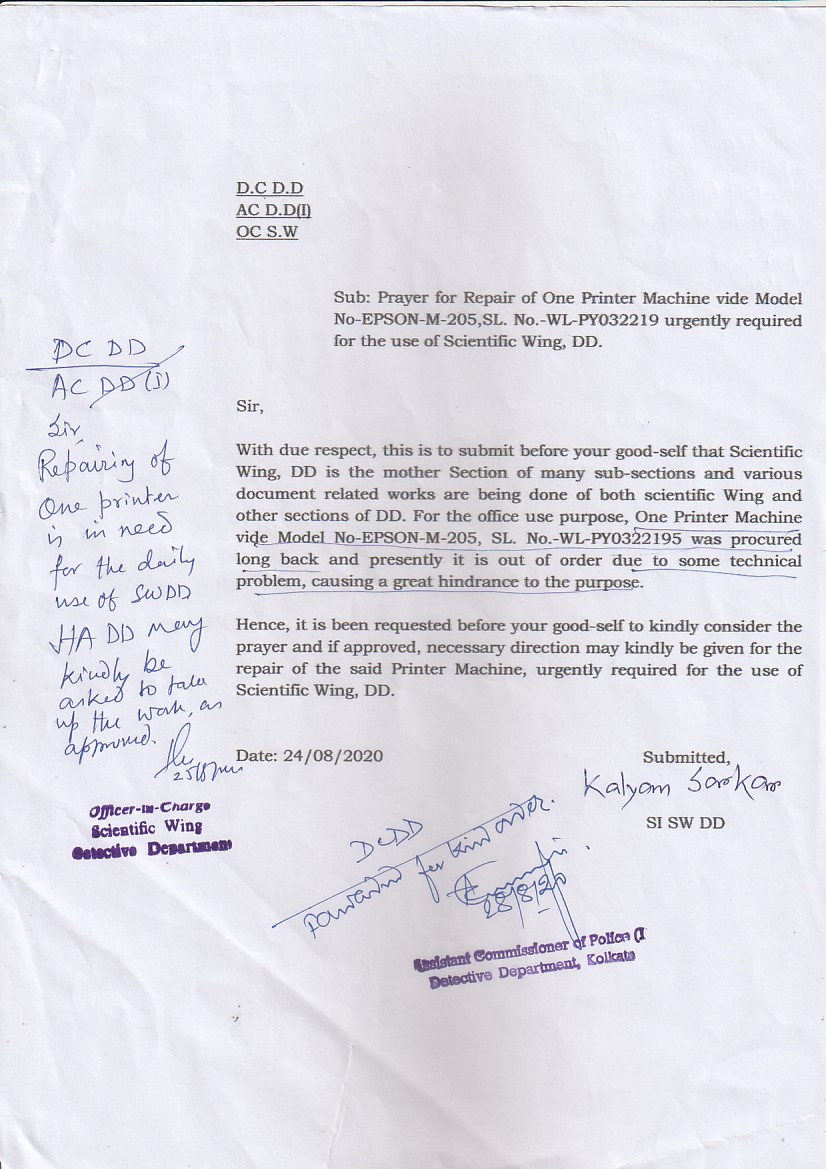 D.C D.D
AC D.D(I)
OC S.W
Sub: Prayer for Repair of One Printer Machine vide Model
No-EPSON-M-205,SL. No.-WL-PY032219 urgently required
for the use of Scientific Wing, DD.
Sir,
With due respect, this is to submit before your good-self that Scientific
Wing, DD is the mother Section of many sub-sections and various
document related works are being done of both scientific Wing and
other sections of DD. For the office use purpose, One Printer Machine
vide Model No-EPSON-M-205, SL. No.-WL-PY0322195 was procured
long back and presently it is out of order due to some technical
problem, causing a great hindrance to the purpose.
Hence, it is been requested before your good-self to kindly consider the
prayer and if approved, necessary direction may kindly be given for the
repair of the said Printer Machine, urgently required for the use of
Scientific Wing, DD.
Date: 24/08/2020
Submitted,
Kalyan Sarkar
SI SW DD
DC DD
AC DD (I)
Sir,
Repairing of
One printer
is in need
for the daily
use of SWDD
HA DD may
kindly be
asked to take
up the work, as
approved.
Officer-in-Charge
Scientific Wing
Detective Department
DCDD
Forwarded for kind order.
28/8/20
Assistant Commissioner of Police (I
Detective Department, Kolkata